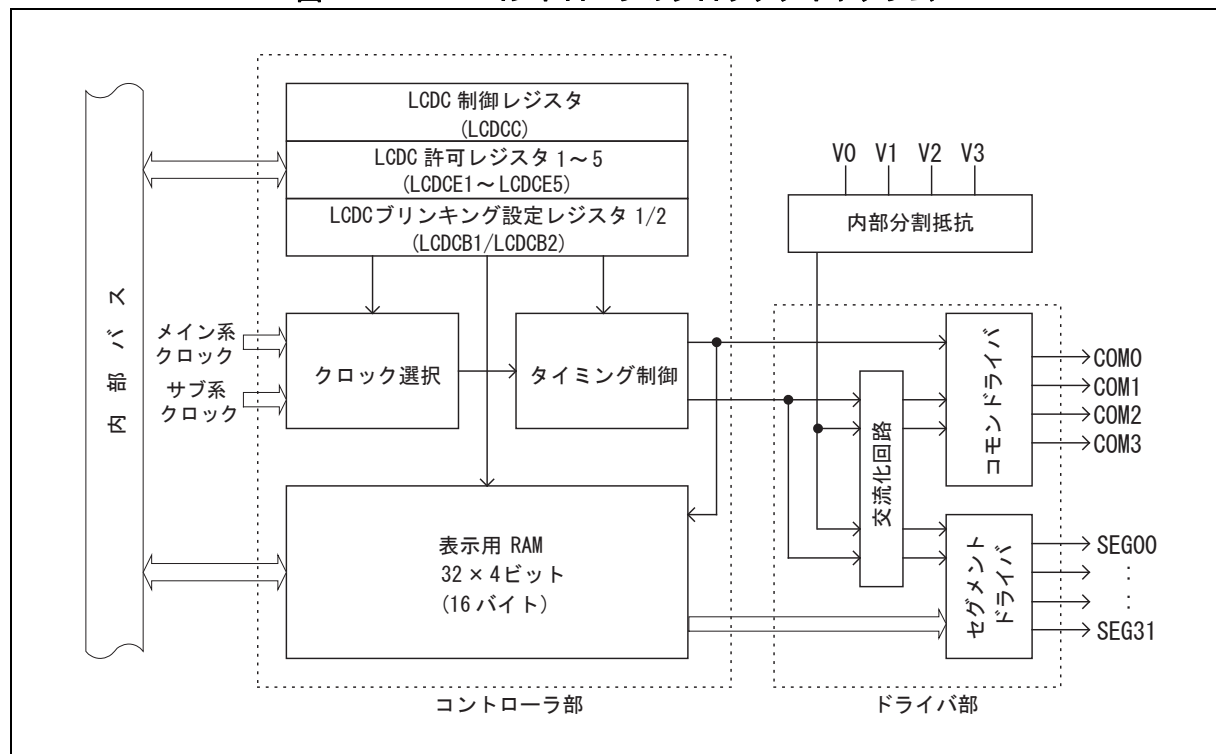 LCDC 制御レジスタ
(LCDCC)
LCDC 許可レジスタ 1～5
(LCDCE1～LCDCE5)
LCDCブリンキング設定レジスタ 1/2
(LCDCB1/LCDCB2)
V0 V1 V2 V3
内部分割抵抗
内部バス
メイン系
クロック
サブ系
クロック
クロック選択
タイミング制御
交流化回路
コモンドライバ
COM0
COM1
COM2
COM3
表示用 RAM
32 × 4ビット
(16 バイト)
セグメント
ドライバ
SEG00
:
:
SEG31
コントローラ部
ドライバ部